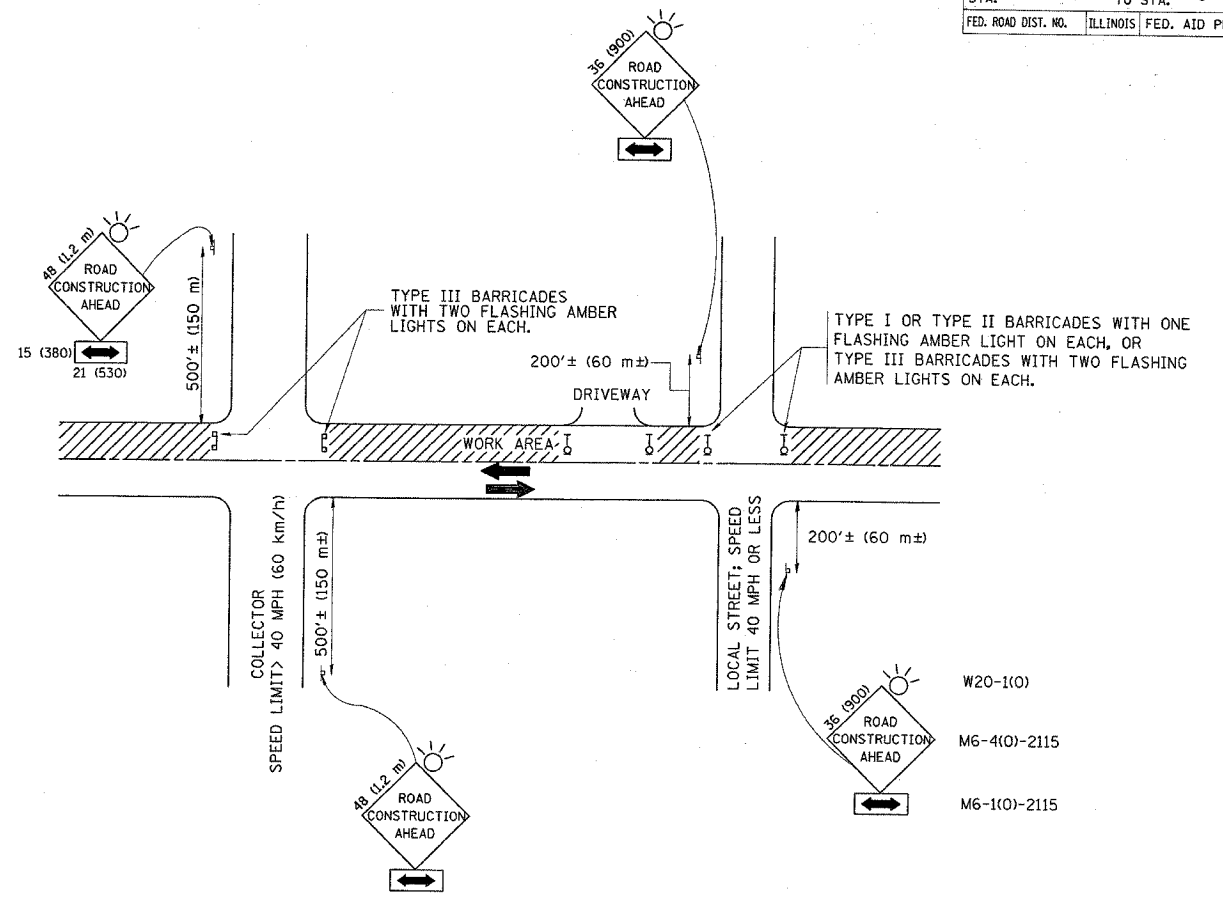 TO STA.
FED. ROAD DIST. NO. ILLINOIS FED. AID
36 (900)
ROAD
CONSTRUCTION
AHEAD
48 (1.2 m)
ROAD
CONSTRUCTION
AHEAD
15 (380)
21 (530)
500'± (150 m)
TYPE III BARRICADES
WITH TWO FLASHING AMBER
LIGHTS ON EACH.
200'± (60 m±)
DRIVEWAY
TYPE I OR TYPE II BARRICADES WITH ONE
FLASHING AMBER LIGHT ON EACH, OR
TYPE III BARRICADES WITH TWO FLASHING
AMBER LIGHTS ON EACH.
WORK AREA
COLLECTOR
SPEED LIMIT> 40 MPH (60 km/h)
500'± (150 m±)
LOCAL STREET; SPEED
LIMIT 40 MPH OR LESS
200'± (60 m±)
48 (1.2 m)
ROAD
CONSTRUCTION
AHEAD
36 (900)
ROAD
CONSTRUCTION
AHEAD
W20-1(O)
M6-4(O)-2115
M6-1(O)-2115